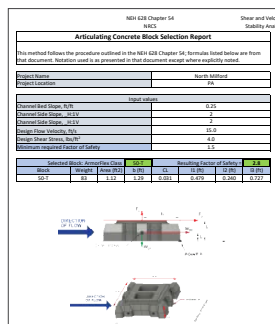 NEH 628 Chapter 54 Shear and Velo
NRCS Stability Ana
Articulating Concrete Block Selection Report
This method follows the procedure outlined in the NEH 628 Chapter 54; formulas listed below are from
that document. Notation used is as presented in that document except where explicitly noted.
Project Name North Milford
Project Location PA
Input values
Channel Bed Slope, ft/ft 0.25
Channel Side Slope, _H:1V 2
Channel Side Slope, _H:1V 2
Design Flow Velocity, ft/s 15.0
Design Shear Stress, lbs/ft² 4.0
Minimum required Factor of Safety 1.5
Selected Block: ArmorFlex Class 50-T Resulting Factor of Safety= 2.8
Block Weight Area (ft2) b (ft) CL l1 (ft) l2 (ft) l3 (ft)
50-T 83 1.12 1.29 0.031 0.479 0.240 0.727
DIRECTION
OF FLOW
DIRECTION
OF FLOW